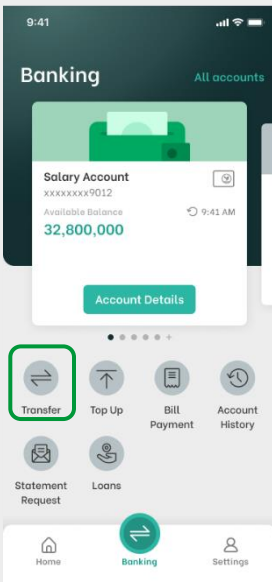 9:41
Banking
All accounts
Salary Account
xxxxxxxx9012
Available Balance
9:41 AM
32,800,000
Account Details
Transfer
Top Up
Bill
Payment
Account
History
Statement
Request
Loans
Home
Banking
Settings